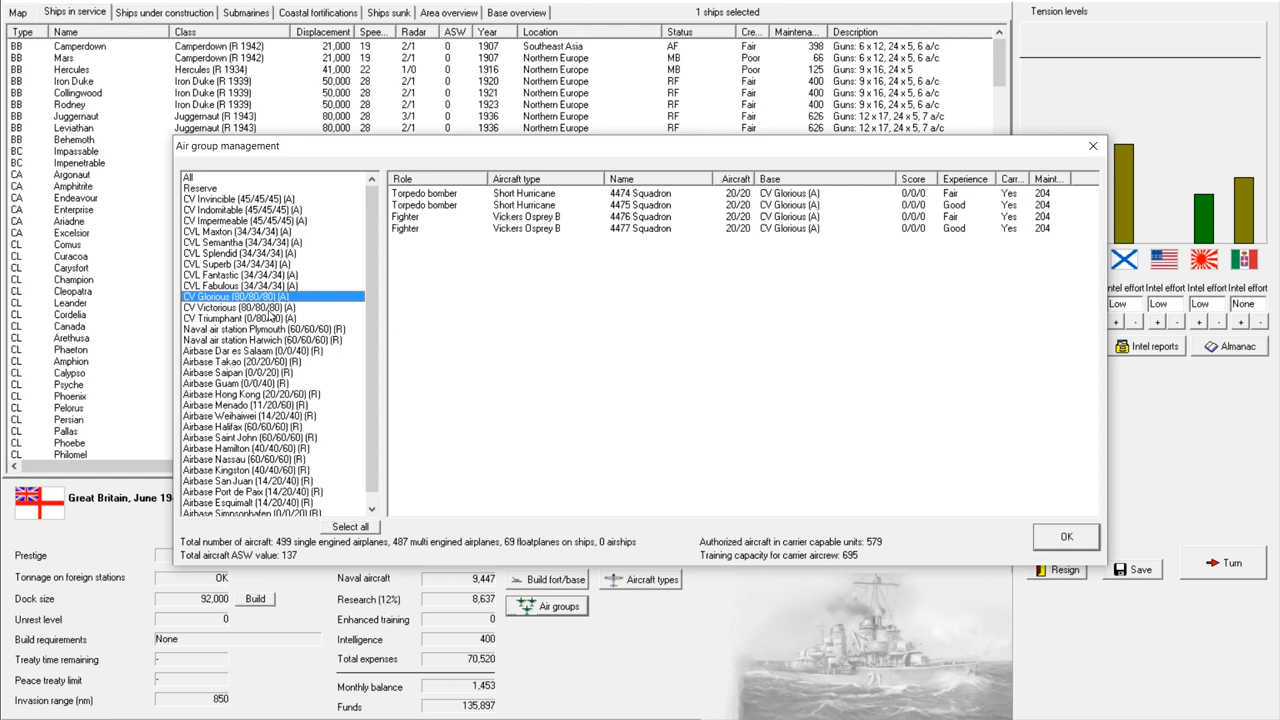 Map Ships in service Ships under construction Submarines Coastal fortifications Ships sunk Area overview Base overview 1 ships selected Tension levels
Type Name Class Displacement Spee... Radar ASW Year Location Status Cre... Maintena... Description
BB Camperdown Camperdown (R 1942) 21,000 19 2/1 0 1907 Southeast Asia AF Fair 398 Guns: 6 x 12, 24 x 5, 6 a/c
BB Mars Camperdown (R 1942) 21,000 19 2/1 0 1907 Northern Europe MB Poor 66 Guns: 6 x 12, 24 x 5, 6 a/c
BB Hercules Hercules (R 1934) 41,000 22 1/0 0 1916 Northern Europe MB Poor 125 Guns: 9 x 16, 24 x 5
BB Iron Duke Iron Duke (R 1939) 50,000 28 2/1 0 1920 Northern Europe RF Fair 400 Guns: 9 x 16, 24 x 5, 6 a/c
BB Collingwood Iron Duke (R 1939) 50,000 28 2/1 0 1921 Northern Europe RF Fair 400 Guns: 9 x 16, 24 x 5, 6 a/c
BB Rodney Iron Duke (R 1939) 50,000 28 2/1 0 1923 Northern Europe RF Fair 400 Guns: 9 x 16, 24 x 5, 6 a/c
BB Juggernaut Juggernaut (R 1943) 80,000 28 3/1 0 1936 Northern Europe RF Fair 626 Guns: 12 x 17, 24 x 5, 7 a/c
BB Leviathan Juggernaut (R 1943) 80,000 28 2/1 0 1936 Northern Europe RF Fair 626 Guns: 12 x 17, 24 x 5, 7 a/c
BB Behemoth
BC Impassable
BC Impenetrable
CA Argonaut
CA Amphitrite
CA Endeavour
CA Enterprise
CA Ariadne
CA Excelsior
CL Comus
CL Curacoa
CL Carysfort
CL Champion
CL Cleopatra
CL Leander
CL Cordelia
CL Canada
CL Arethusa
CL Phaeton
CL Amphion
CL Calypso
CL Psyche
CL Phoenix
CL Pelorus
CL Persian
CL Pallas
CL Phoebe
CL Philomel
Air group management
All
Reserve
CV Invincible (45/45/45) (A)
CV Indomitable (45/45/45) (A)
CV Impermeable (45/45/45) (A)
CVL Maxton (34/34/34) (A)
CVL Semantha (34/34/34) (A)
CVL Splendid (34/34/34) (A)
CVL Superb (34/34/34) (A)
CVL Fantastic (34/34/34) (A)
CVL Fabulous (34/34/34) (A)
CV Glorious (80/80/80) (A)
CV Victorious (80/80/80) (A)
CV Triumphant (0/80/80) (A)
Naval air station Plymouth (60/60/60) (R)
Naval air station Harwich (60/60/60) (R)
Airbase Dar es Salaam (0/0/40) (R)
Airbase Takao (20/20/60) (R)
Airbase Saipan (0/0/20) (R)
Airbase Guam (0/0/40) (R)
Airbase Hong Kong (20/20/60) (R)
Airbase Menado (11/20/60) (R)
Airbase Weihaiwei (14/20/40) (R)
Airbase Halifax (60/60/60) (R)
Airbase Saint John (60/60/60) (R)
Airbase Hamilton (40/40/60) (R)
Airbase Nassau (60/60/60) (R)
Airbase Kingston (40/40/60) (R)
Airbase San Juan (14/20/40) (R)
Airbase Port de Paix (14/20/40) (R)
Airbase Esquimalt (14/20/40) (R)
Airbase Simpsonhafen (0/0/20) (R)
Role Aircraft type Name Aircraft Base Score Experience Carr... Maint...
Torpedo bomber Short Hurricane 4474 Squadron 20/20 CV Glorious (A) 0/0/0 Fair Yes 204
Torpedo bomber Short Hurricane 4475 Squadron 20/20 CV Glorious (A) 0/0/0 Good Yes 204
Fighter Vickers Osprey B 4476 Squadron 20/20 CV Glorious (A) 0/0/0 Fair Yes 204
Fighter Vickers Osprey B 4477 Squadron 20/20 CV Glorious (A) 0/0/0 Good Yes 204
Select all
Total number of aircraft: 499 single engined airplanes, 487 multi engined airplanes, 69 floatplanes on ships, 0 airships
Total aircraft ASW value: 137
Authorized aircraft in carrier capable units: 579
Training capacity for carrier aircrew: 695
OK
Intel effort Intel effort Intel effort Intel effort
Low Low Low None
+ - + - + - + -
Intel reports Almanac
Great Britain, June 19
Prestige
Tonnage on foreign stations OK
Dock size 92,000 Build
Unrest level 0
Build requirements None
Treaty time remaining -
Peace treaty limit -
Invasion range (nm) 850
Naval aircraft 9,447
Research (12%) 8,637
Enhanced training 0
Intelligence 400
Total expenses 70,520
Monthly balance 1,453
Funds 135,897
Build fort/base Aircraft types
Air groups
Resign Save Turn